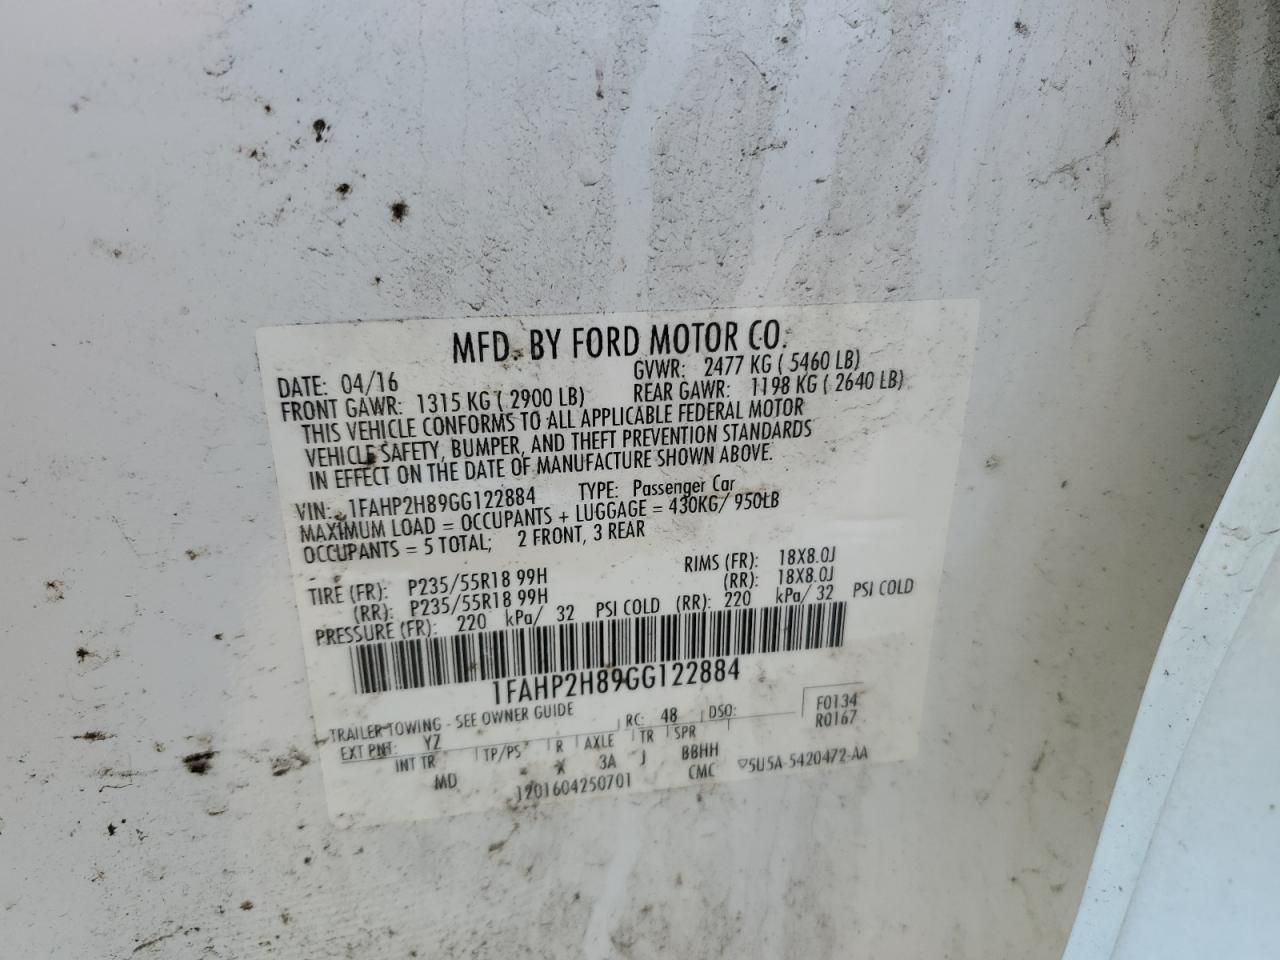 MFD. BY FORD MOTOR CO.
DATE: 04/16 GVWR: 2477 KG ( 5460 LB)
FRONT GAWR: 1315 KG ( 2900 LB) REAR GAWR: 1198 KG ( 2640 LB)
THIS VEHICLE CONFORMS TO ALL APPLICABLE FEDERAL MOTOR
VEHICLE SAFETY, BUMPER, AND THEFT PREVENTION STANDARDS
IN EFFECT ON THE DATE OF MANUFACTURE SHOWN ABOVE.
VIN: 1FAHP2H89GG122884 TYPE: Passenger Car
MAXIMUM LOAD = OCCUPANTS + LUGGAGE = 430KG/ 950LB
OCCUPANTS = 5 TOTAL; 2 FRONT, 3 REAR
TIRE (FR): P235/55R18 99H RIMS (FR): 18X8.0J
(RR): P235/55R18 99H (RR): 18X8.0J
PRESSURE (FR): 220 kPa/ 32 PSI COLD (RR): 220 kPa/ 32 PSI COLD
1FAHP2H89GG122884
TRAILER TOWING - SEE OWNER GUIDE F0134
EXT PNT: YZ RC: 48 DSO: R0167
INT TR TP/PS R AXLE TR SPR
MD * * 3A J BBHH
1201604250701 CMC ▽5U5A-5420472-AA